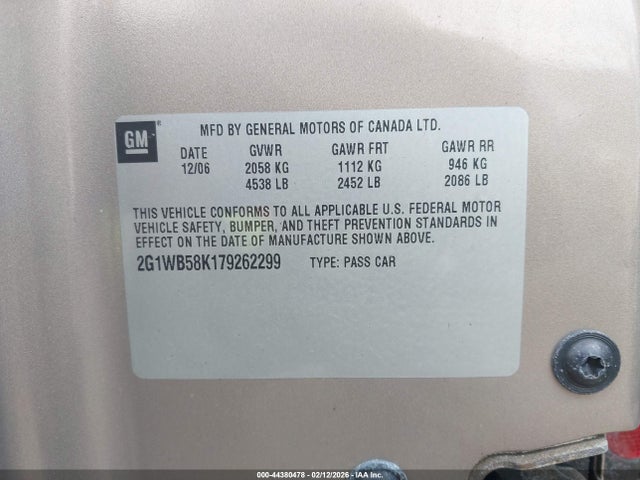 GM
MFD BY GENERAL MOTORS OF CANADA LTD.
DATE GVWR GAWR FRT GAWR RR
12/06 2058 KG 1112 KG 946 KG
4538 LB 2452 LB 2086 LB
THIS VEHICLE CONFORMS TO ALL APPLICABLE U.S. FEDERAL MOTOR
VEHICLE SAFETY, BUMPER, AND THEFT PREVENTION STANDARDS IN
EFFECT ON THE DATE OF MANUFACTURE SHOWN ABOVE.
2G1WB58K179262299 TYPE: PASS CAR
000-44380478 - 02/12/2026 - © Copyright 2026, IAA, Inc.